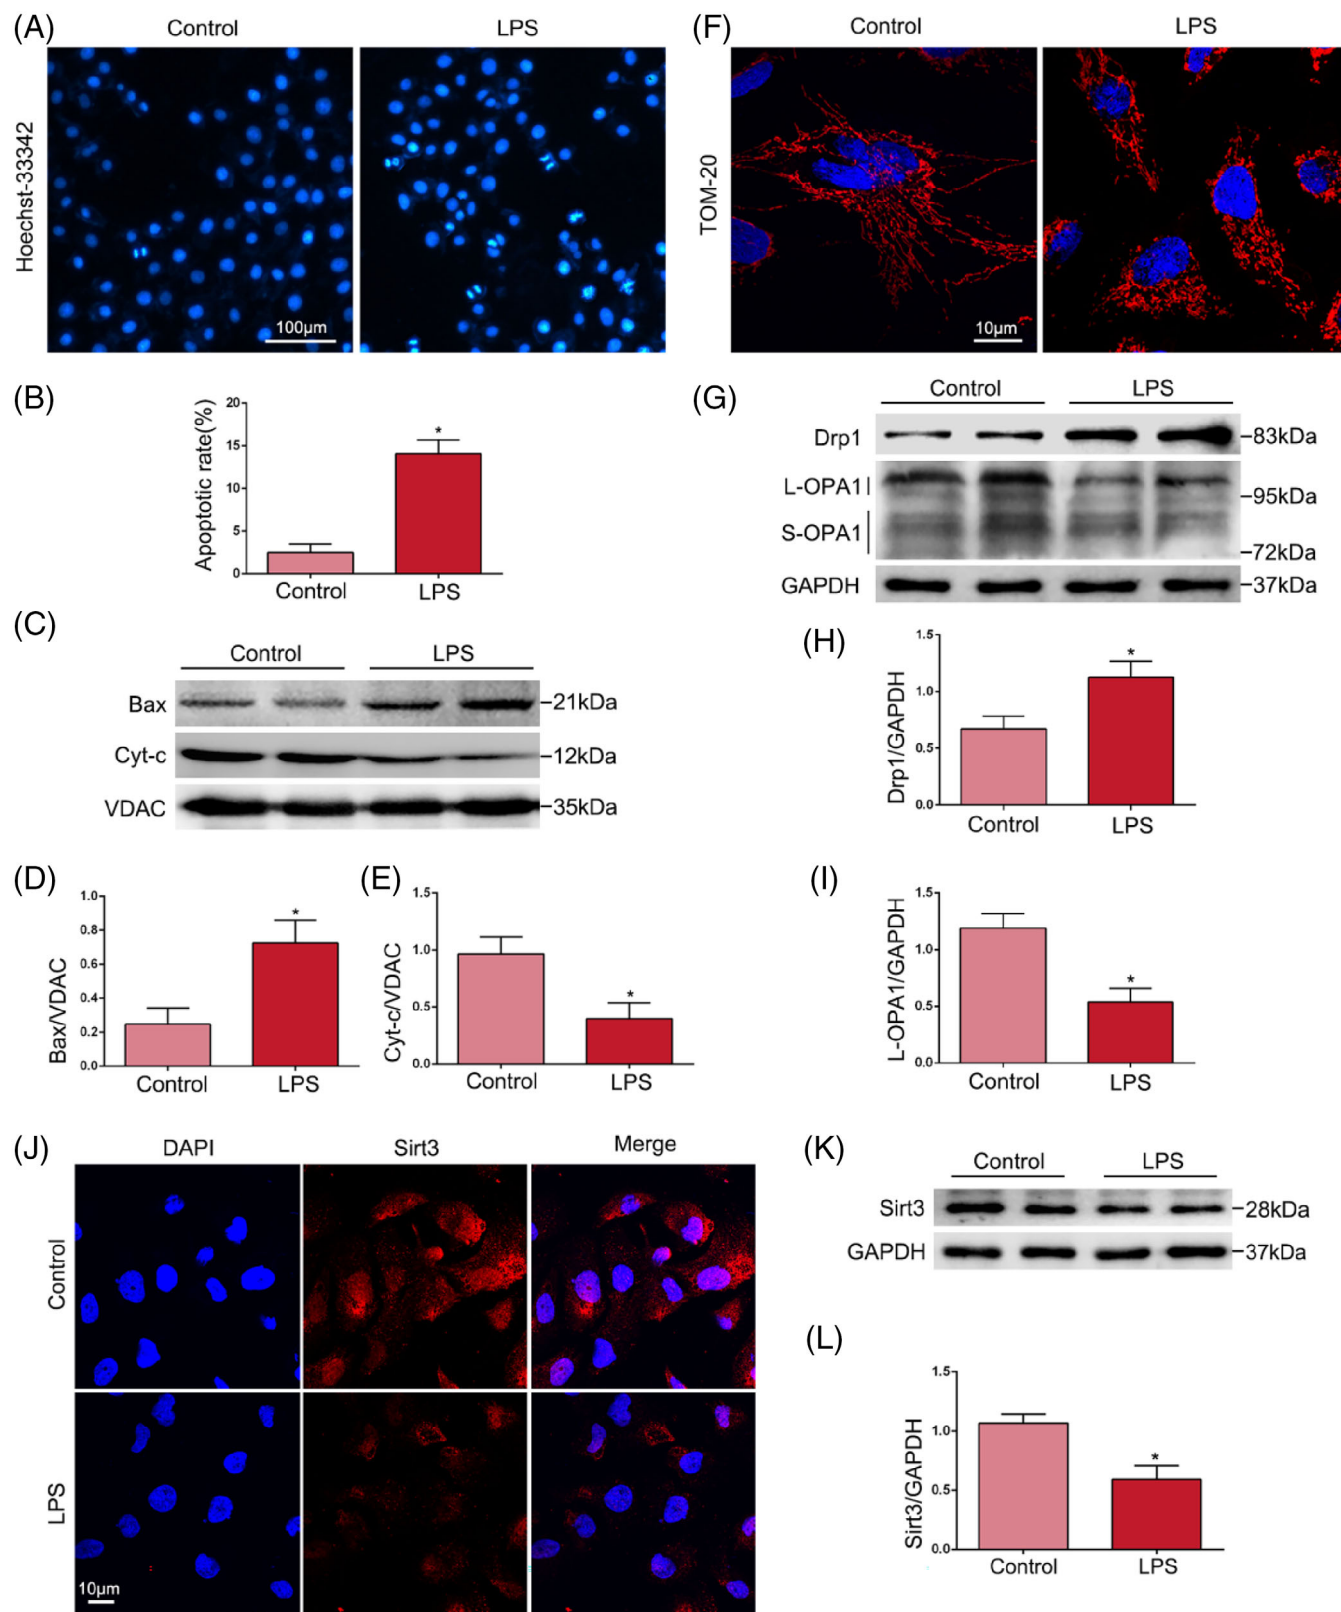 (A)
Control LPS
Hoechst-33342
100μm
(F)
Control LPS
TOM-20
10μm
(B)
Apoptotic rate(%)
20
15
10
5
0
*
Control LPS
(G)
Control LPS
Drp1 83kDa
L-OPA1 95kDa
S-OPA1 72kDa
GAPDH 37kDa
(C)
Control LPS
Bax 21kDa
Cyt-c 12kDa
VDAC 35kDa
(H)
Drp1/GAPDH
1.5
1.0
0.5
0.0
*
Control LPS
(D)
Bax/VDAC
1.0
0.8
0.6
0.4
0.2
0.0
*
Control LPS
(E)
Cyt-c/VDAC
1.5
1.0
0.5
0.0
*
Control LPS
(I)
L-OPA1/GAPDH
1.5
1.0
0.5
0.0
*
Control LPS
(J)
DAPI Sirt3 Merge
Control
LPS
10μm
(K)
Control LPS
Sirt3 28kDa
GAPDH 37kDa
(L)
Sirt3/GAPDH
1.5
1.0
0.5
0.0
*
Control LPS